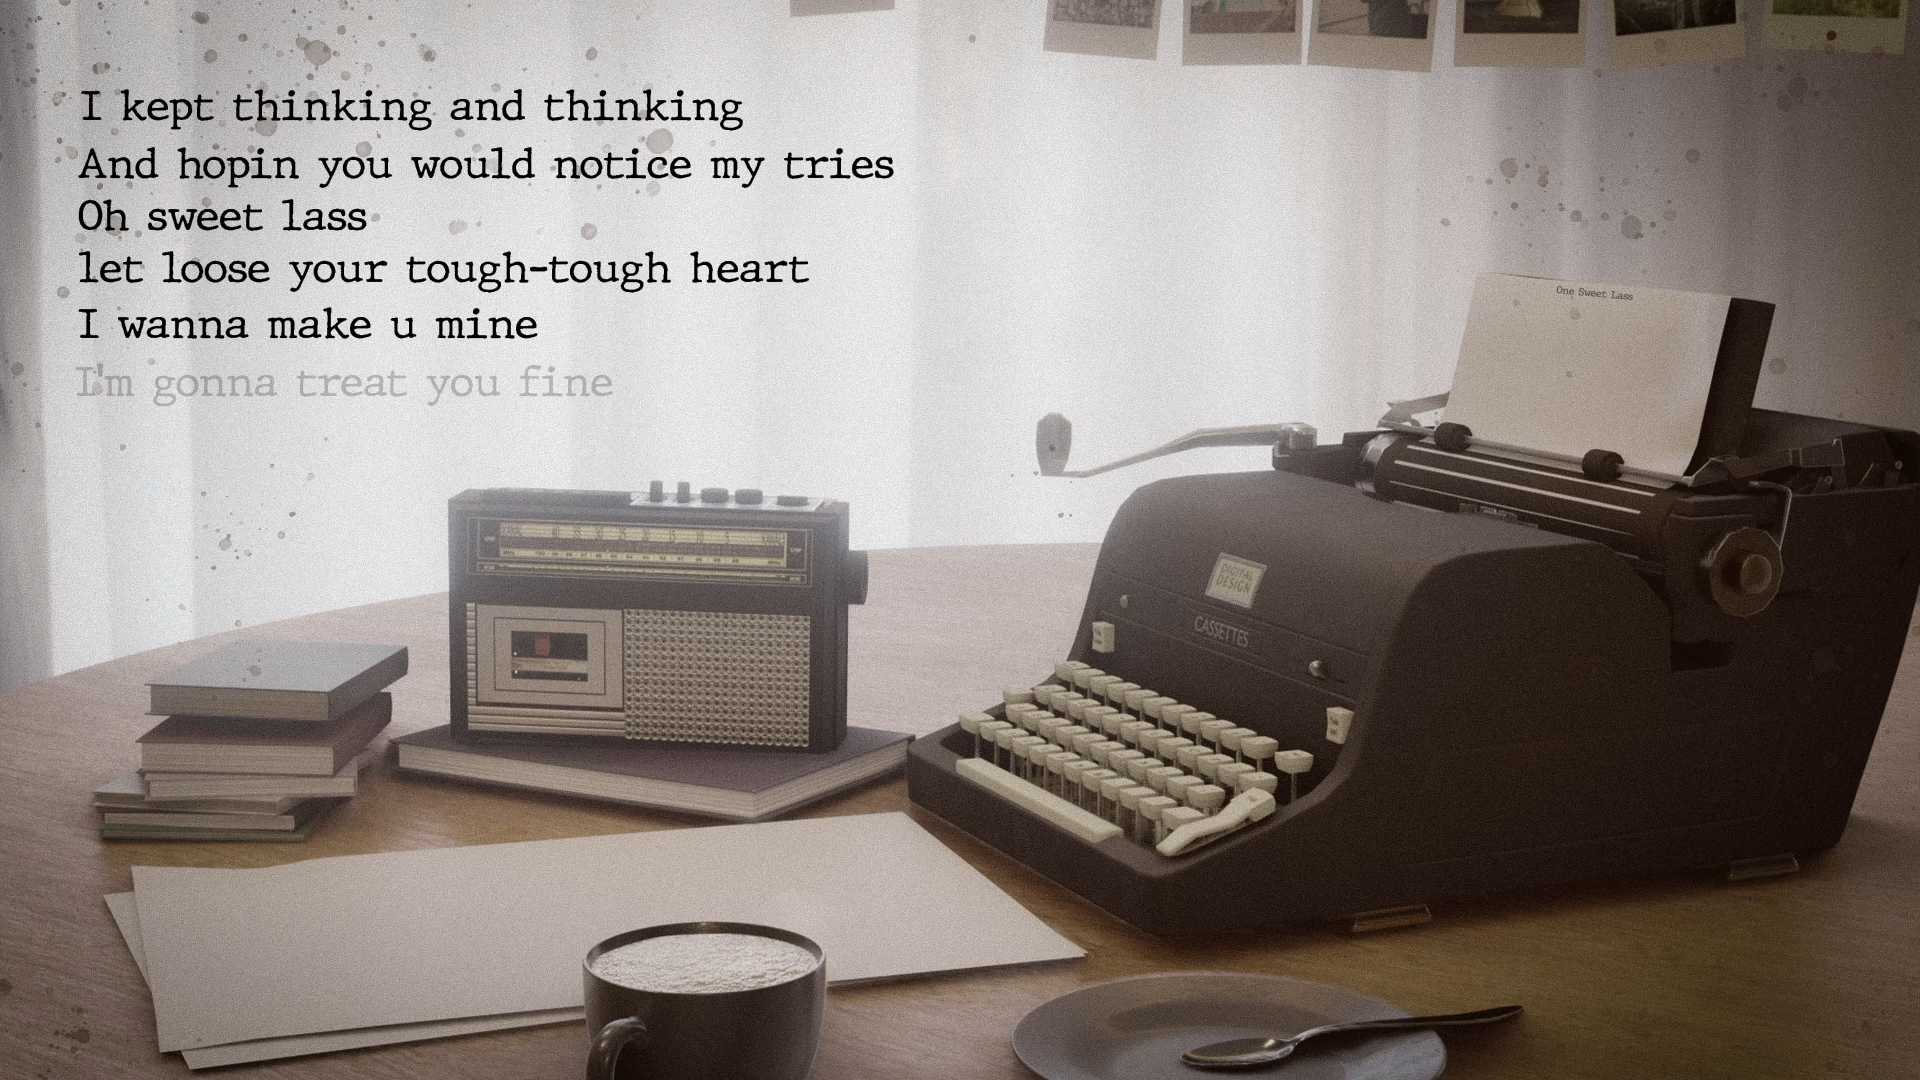 I kept thinking and thinking
And hopin you would notice my tries
Oh sweet lass
let loose your tough-tough heart
I wanna make u mine
I'm gonna treat you fine
One Sweet Lass
DIGITAL
DESIGN
CASSETTES